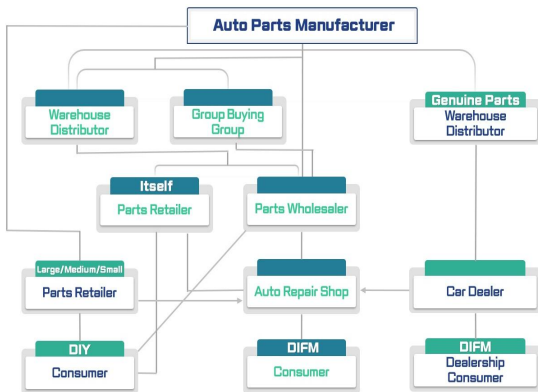 Auto Parts Manufacturer
Warehouse
Distributor
Group Buying
Group
Genuine Parts
Warehouse
Distributor
Itself
Parts Retailer
Parts Wholesaler
Large/Medium/Small
Parts Retailer
Auto Repair Shop
Car Dealer
DIY
Consumer
DIFM
Consumer
DIFM
Dealership
Consumer